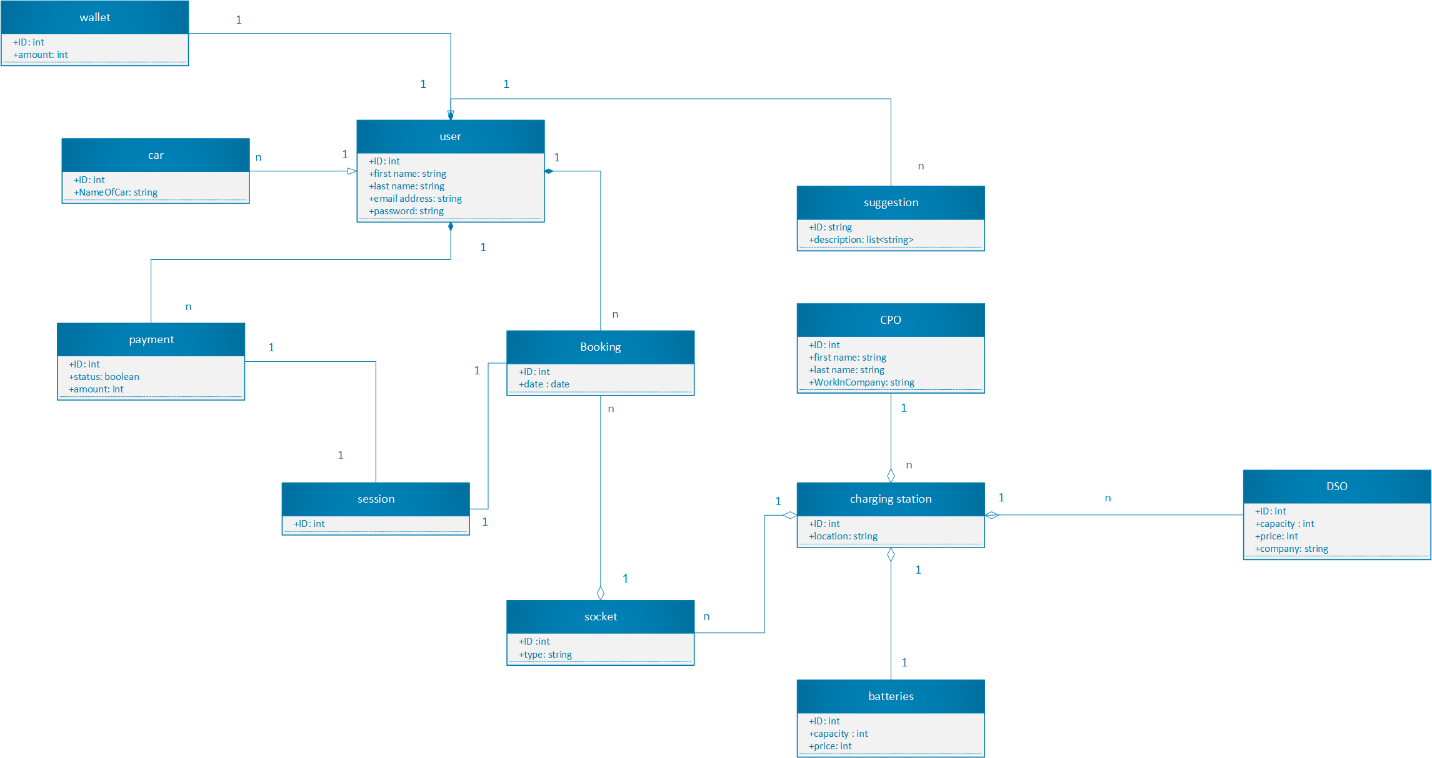 wallet
+ID: int
+amount: int
1
1
1
car
+ID: int
+NameOfCar: string
n
1
user
+ID: int
+first name: string
+last name: string
+email address: string
+password: string
1
1
n
suggestion
+ID: string
+description: list<string>
n
payment
+ID: int
+status: boolean
+amount: int
1
1
n
Booking
+ID: int
+date : date
1
n
CPO
+ID: int
+first name: string
+last name: string
+WorkInCompany: string
1
n
session
+ID: int
1
charging station
+ID: int
+location: string
1
1
n
1
DSO
+ID: int
+capacity : int
+price: int
+company: string
1
socket
+ID :int
+type: string
n
1
batteries
+ID: int
+capacity : int
+price: int